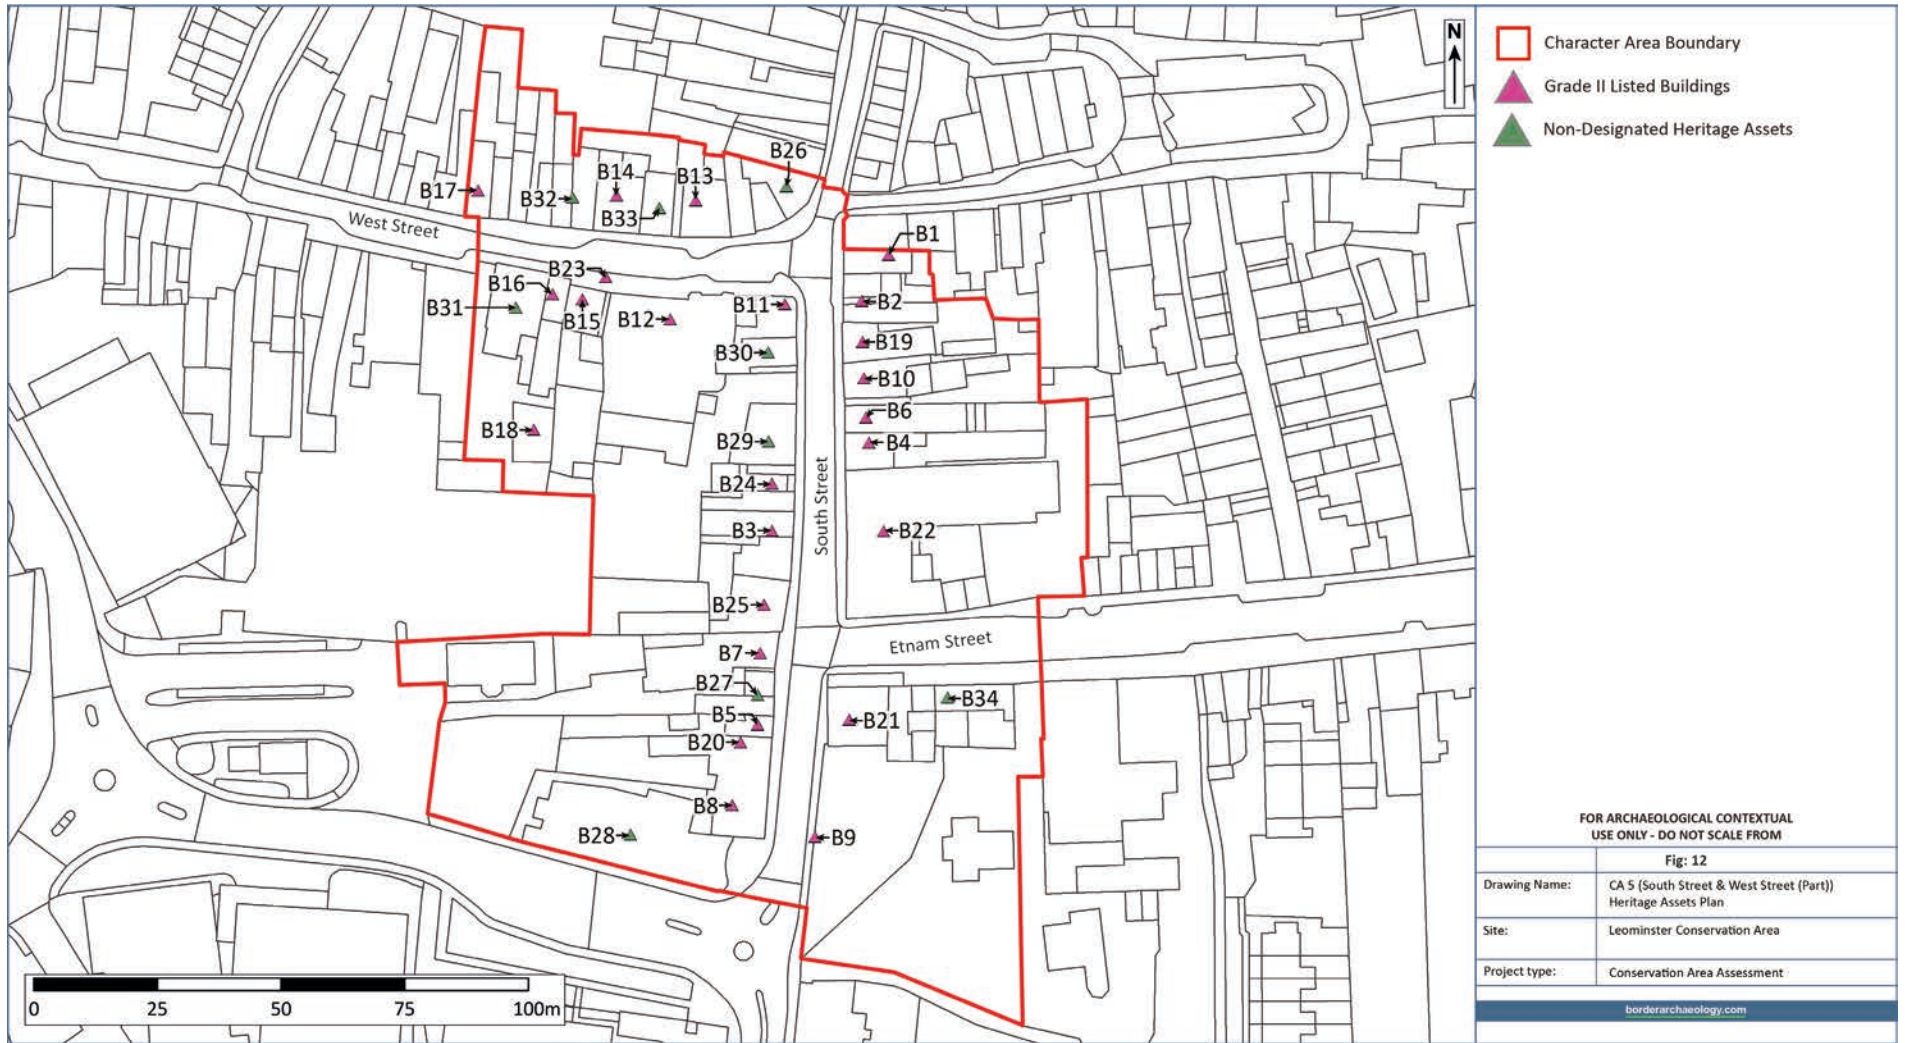 N
Character Area Boundary
Grade II Listed Buildings
Non-Designated Heritage Assets
B26
B14
B13
B17
B32
B33
West Street
B1
B23
B16
B31
B15
B12
B11
B2
B30
B19
B10
B6
B18
B29
B4
B24
South Street
B3
B22
B25
Etnam Street
B7
B27
B34
B5
B21
B20
B8
B28
B9
0 25 50 75 100m
FOR ARCHAEOLOGICAL CONTEXTUAL
USE ONLY - DO NOT SCALE FROM
Fig: 12
Drawing Name: CA 5 (South Street & West Street (Part))
Heritage Assets Plan
Site: Leominster Conservation Area
Project type: Conservation Area Assessment
borderarchaeology.com